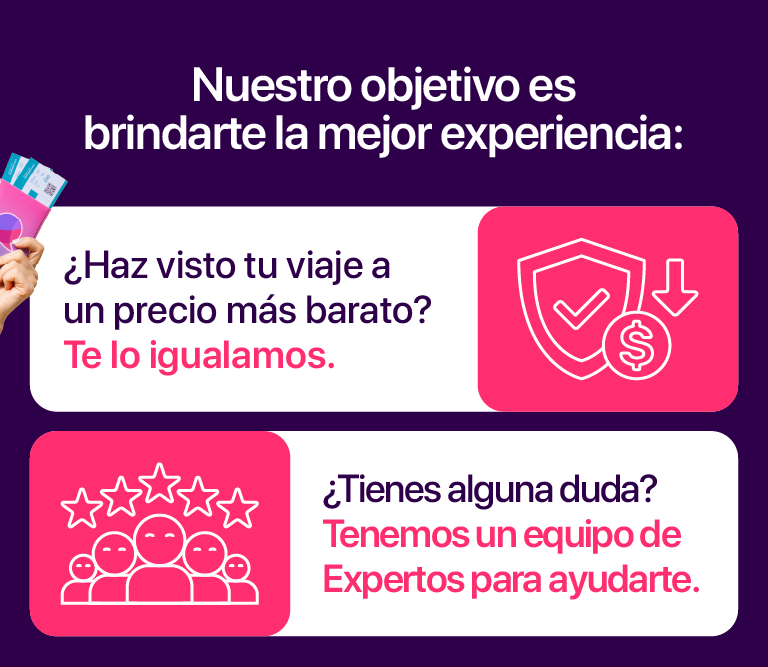 Nuestro objetivo es
brindarte la mejor experiencia:
¿Haz visto tu viaje a
un precio más barato?
Te lo igualamos.
$
¿Tienes alguna duda?
Tenemos un equipo de
Expertos para ayudarte.